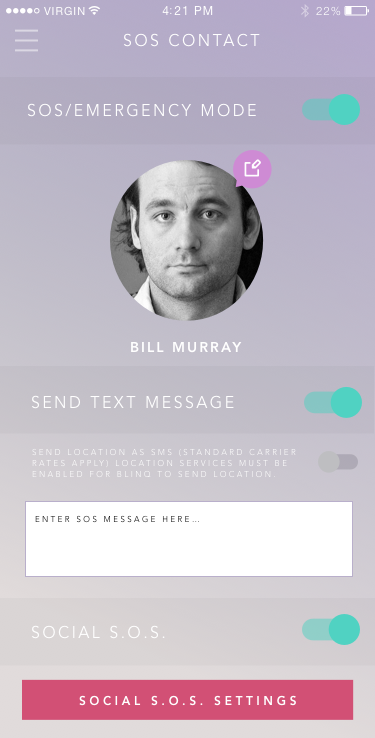 VIRGIN 4:21 PM 22%
SOS CONTACT
SOS/EMERGENCY MODE
BILL MURRAY
SEND TEXT MESSAGE
SEND LOCATION AS SMS (STANDARD CARRIER
RATES APPLY) LOCATION SERVICES MUST BE
ENABLED FOR BLINQ TO SEND LOCATION.
ENTER SOS MESSAGE HERE...
SOCIAL S.O.S.
SOCIAL S.O.S. SETTINGS